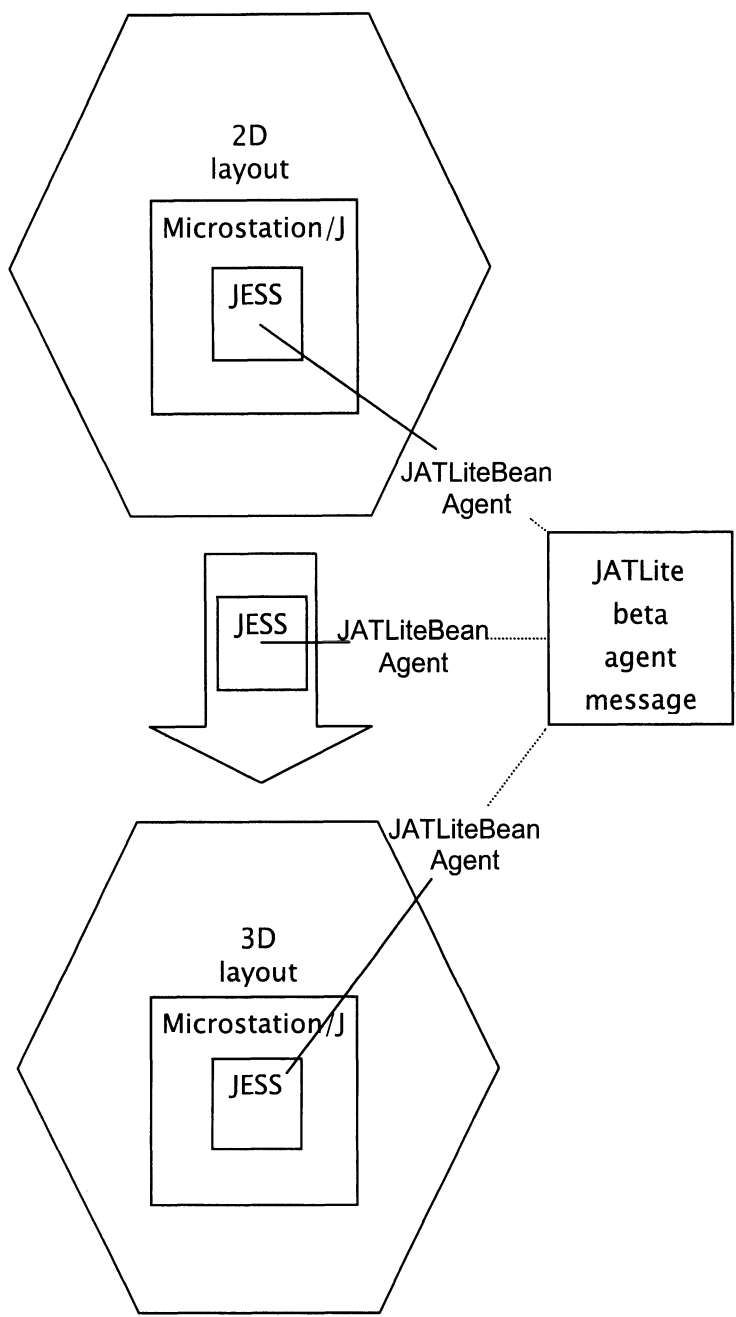 2D
layout
Microstation/J
JESS
JATLiteBean
Agent
JATLite
beta
agent
message
JESS
JATLiteBean
Agent
JATLiteBean
Agent
3D
layout
Microstation/J
JESS